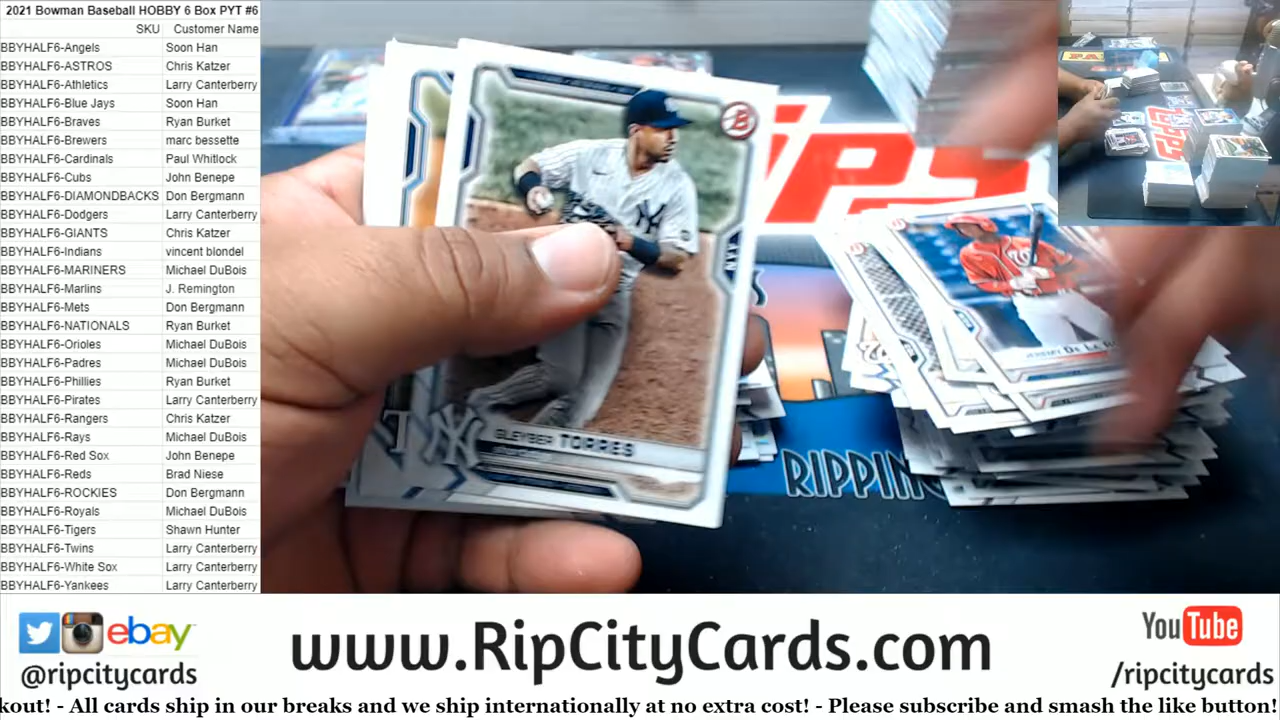 2021 Bowman Baseball HOBBY 6 Box PYT #6
SKU Customer Name
BBYHALF6-Angels Soon Han
BBYHALF6-ASTROS Chris Katzer
BBYHALF6-Athletics Larry Canterberry
BBYHALF6-Blue Jays Soon Han
BBYHALF6-Braves Ryan Burket
BBYHALF6-Brewers marc bessette
BBYHALF6-Cardinals Paul Whitlock
BBYHALF6-Cubs John Benepe
BBYHALF6-DIAMONDBACKS Don Bergmann
BBYHALF6-Dodgers Larry Canterberry
BBYHALF6-GIANTS Chris Katzer
BBYHALF6-Indians vincent blondel
BBYHALF6-MARINERS Michael DuBois
BBYHALF6-Marlins J. Remington
BBYHALF6-Mets Don Bergmann
BBYHALF6-NATIONALS Ryan Burket
BBYHALF6-Orioles Michael DuBois
BBYHALF6-Padres Michael DuBois
BBYHALF6-Phillies Ryan Burket
BBYHALF6-Pirates Larry Canterberry
BBYHALF6-Rangers Chris Katzer
BBYHALF6-Rays Michael DuBois
BBYHALF6-Red Sox John Benepe
BBYHALF6-Reds Brad Niese
BBYHALF6-ROCKIES Don Bergmann
BBYHALF6-Royals Michael DuBois
BBYHALF6-Tigers Shawn Hunter
BBYHALF6-Twins Larry Canterberry
BBYHALF6-White Sox Larry Canterberry
BBYHALF6-Yankees Larry Canterberry
B
NYY
GLEYBER TORRES
JEREMY DE LA
IPS
RIPPIN
ebay
@ripcitycards
www.RipCityCards.com
YouTube
/ripcitycards
kout! - All cards ship in our breaks and we ship internationally at no extra cost! - Please subscribe and smash the like button!